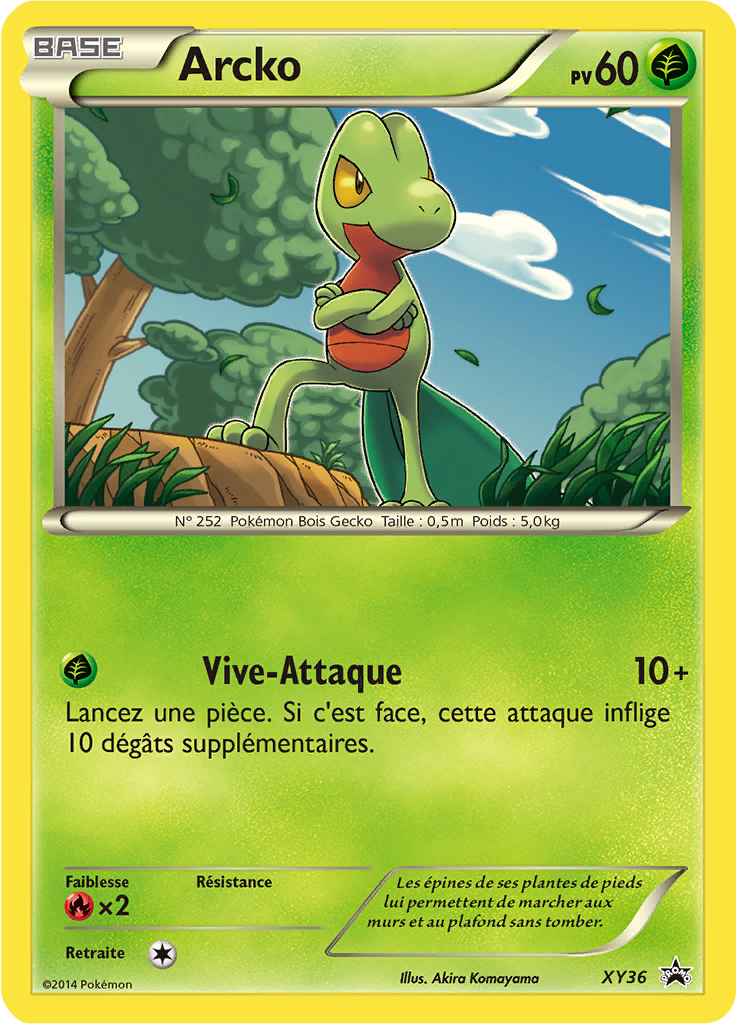 BASE
Arcko
PV60
N° 252 Pokémon Bois Gecko Taille : 0,5m Poids : 5,0kg
Vive-Attaque 10+
Lancez une pièce. Si c'est face, cette attaque inflige
10 dégâts supplémentaires.
Faiblesse Résistance
×2
Les épines de ses plantes de pieds
lui permettent de marcher aux
murs et au plafond sans tomber.
Retraite
©2014 Pokémon
Illus. Akira Komayama
XY36
PROMO